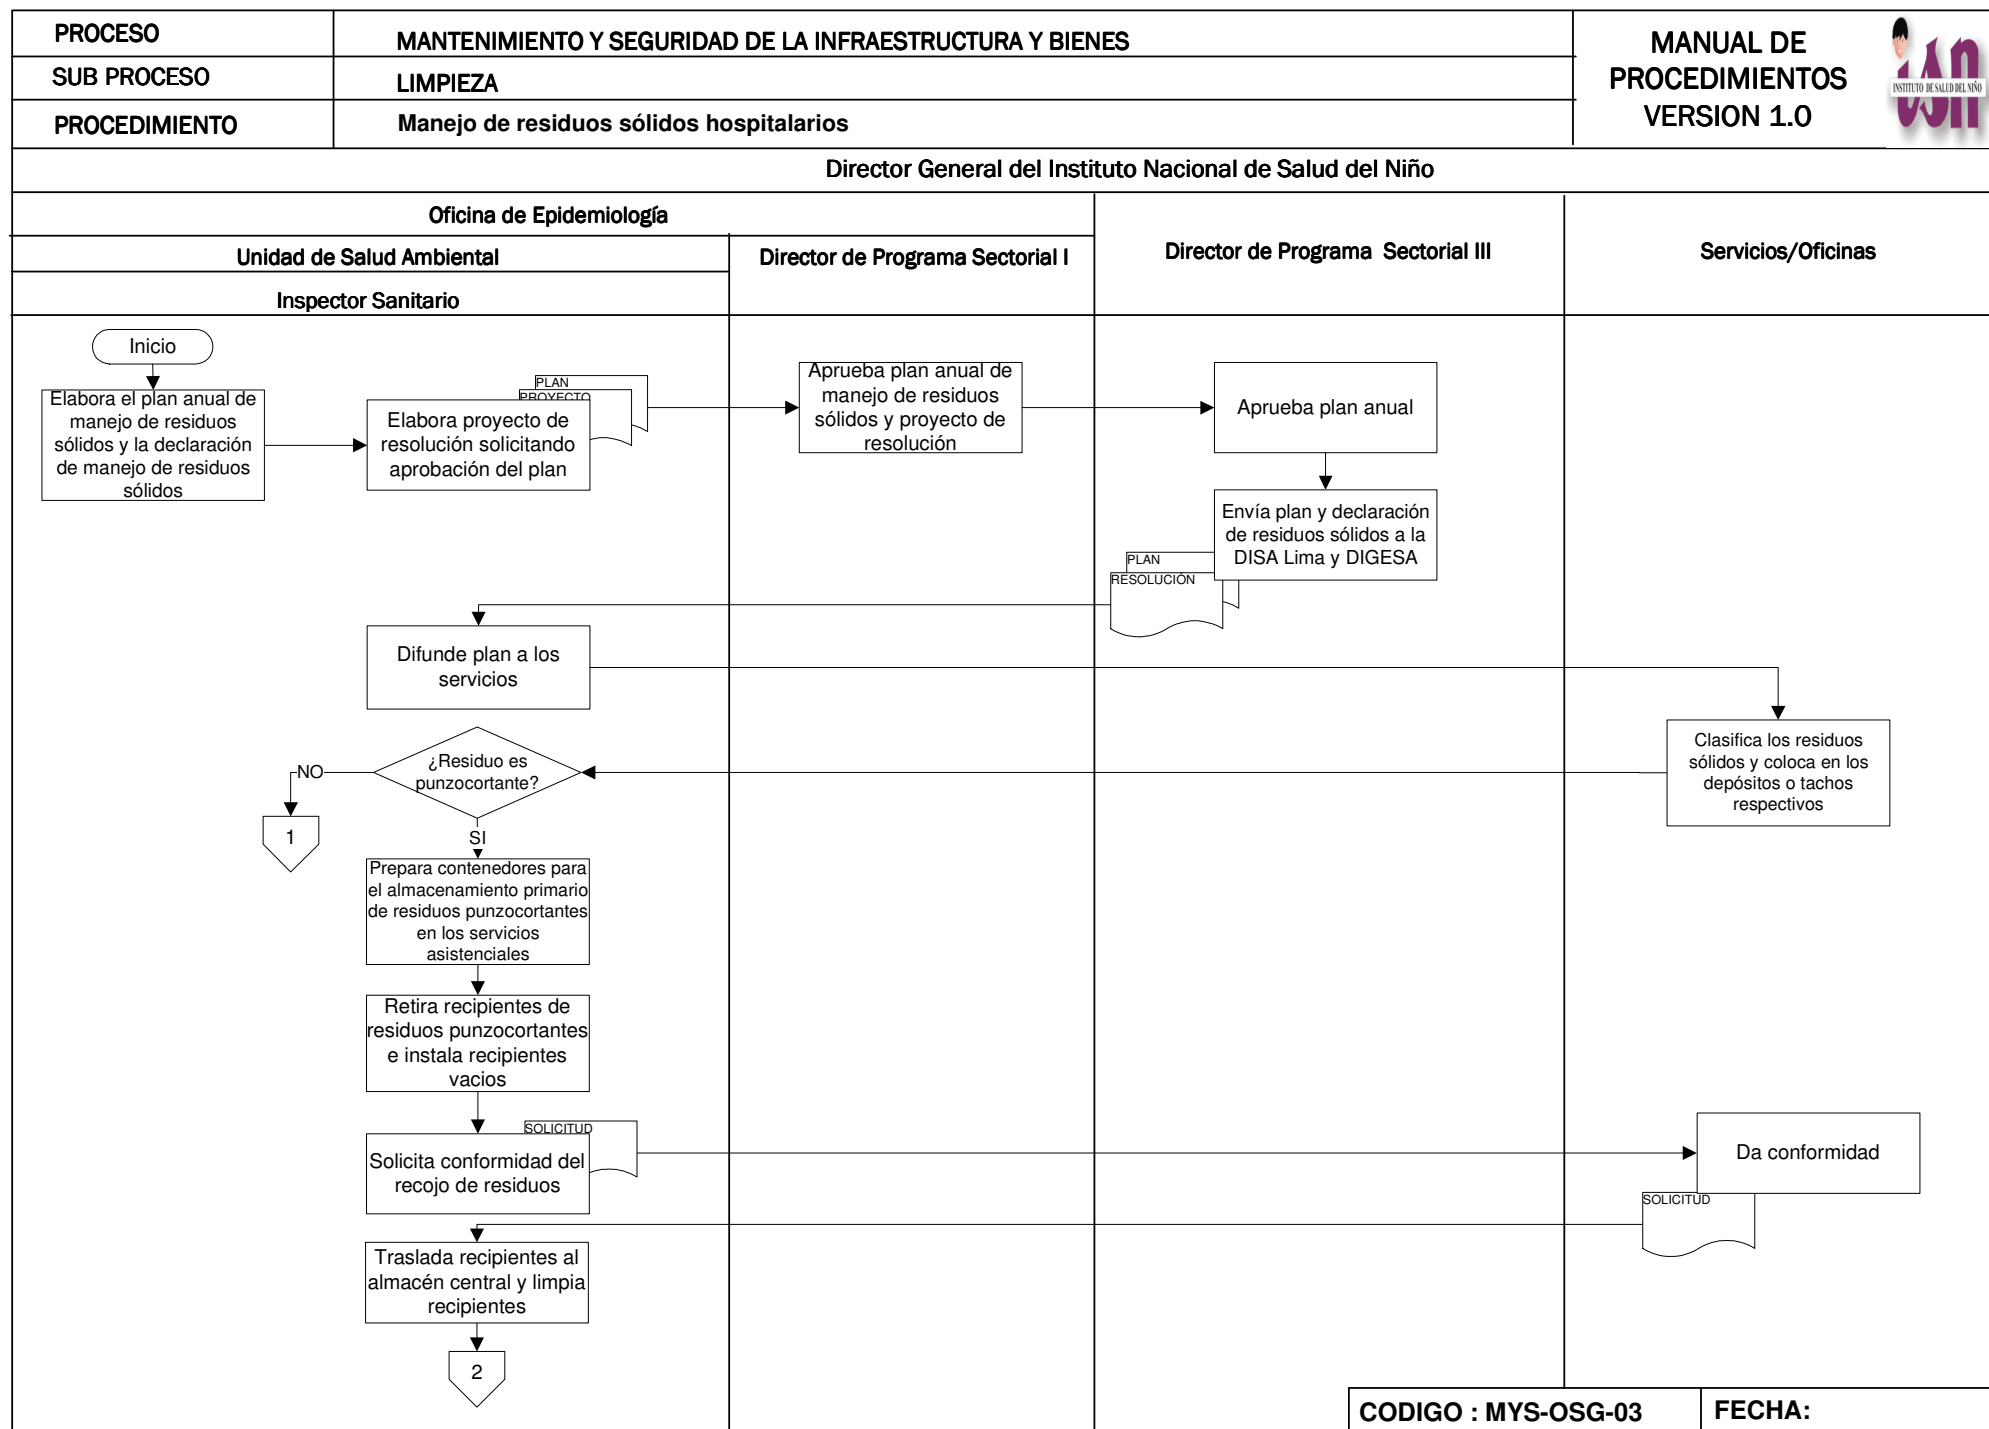 PROCESO
MANTENIMIENTO Y SEGURIDAD DE LA INFRAESTRUCTURA Y BIENES
SUB PROCESO
LIMPIEZA
PROCEDIMIENTO
Manejo de residuos sólidos hospitalarios
MANUAL DE
PROCEDIMIENTOS
VERSION 1.0
isn
INSTITUTO DE SALUD DEL NIÑO
Director General del Instituto Nacional de Salud del Niño
Oficina de Epidemiología
Unidad de Salud Ambiental
Inspector Sanitario
Director de Programa Sectorial I
Director de Programa Sectorial III
Servicios/Oficinas
Inicio
Elabora el plan anual de
manejo de residuos
sólidos y la declaración
de manejo de residuos
sólidos
PLAN
PROYECTO
Elabora proyecto de
resolución solicitando
aprobación del plan
Aprueba plan anual de
manejo de residuos
sólidos y proyecto de
resolución
Aprueba plan anual
Envía plan y declaración
de residuos sólidos a la
DISA Lima y DIGESA
PLAN
RESOLUCIÓN
Difunde plan a los
servicios
Clasifica los residuos
sólidos y coloca en los
depósitos o tachos
respectivos
¿Residuo es
punzocortante?
NO
1
SI
Prepara contenedores para
el almacenamiento primario
de residuos punzocortantes
en los servicios
asistenciales
Retira recipientes de
residuos punzocortantes
e instala recipientes
vacios
SOLICITUD
Solicita conformidad del
recojo de residuos
Da conformidad
SOLICITUD
Traslada recipientes al
almacén central y limpia
recipientes
2
CODIGO : MYS-OSG-03
FECHA: